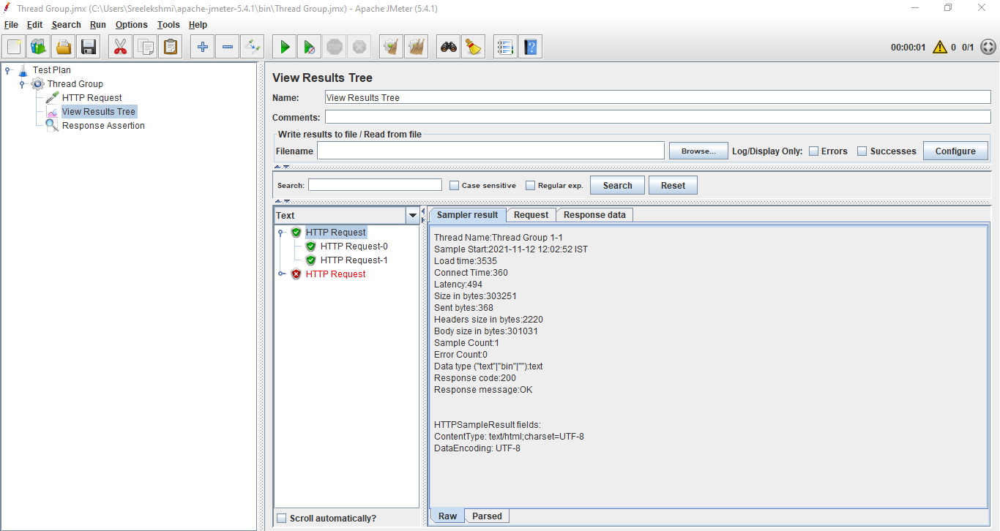 Thread Group.jmx (C:\Users\Sreelekshmi\apache-jmeter-5.4.1\bin\Thread Group.jmx) - Apache JMeter (5.4.1)
File Edit Search Run Options Tools Help
STOP
00:00:01 0 0/1
Test Plan
Thread Group
HTTP Request
View Results Tree
Response Assertion
View Results Tree
Name: View Results Tree
Comments:
Write results to file / Read from file
Filename Browse... Log/Display Only: Errors Successes Configure
Search: Case sensitive Regular exp. Search Reset
Text
HTTP Request
HTTP Request-0
HTTP Request-1
HTTP Request
Scroll automatically?
Sampler result Request Response data
Thread Name:Thread Group 1-1
Sample Start:2021-11-12 12:02:52 IST
Load time:3535
Connect Time:360
Latency:494
Size in bytes:303251
Sent bytes:368
Headers size in bytes:2220
Body size in bytes:301031
Sample Count:1
Error Count:0
Data type ("text"|"bin"|""):text
Response code:200
Response message:OK
HTTPSampleResult fields:
ContentType: text/html;charset=UTF-8
DataEncoding: UTF-8
Raw Parsed